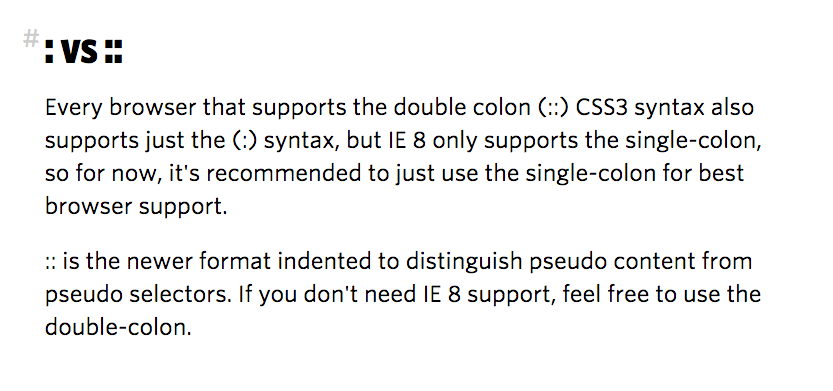 # : vs ::
Every browser that supports the double colon (::) CSS3 syntax also
supports just the (:) syntax, but IE 8 only supports the single-colon,
so for now, it's recommended to just use the single-colon for best
browser support.
:: is the newer format indented to distinguish pseudo content from
pseudo selectors. If you don't need IE 8 support, feel free to use the
double-colon.